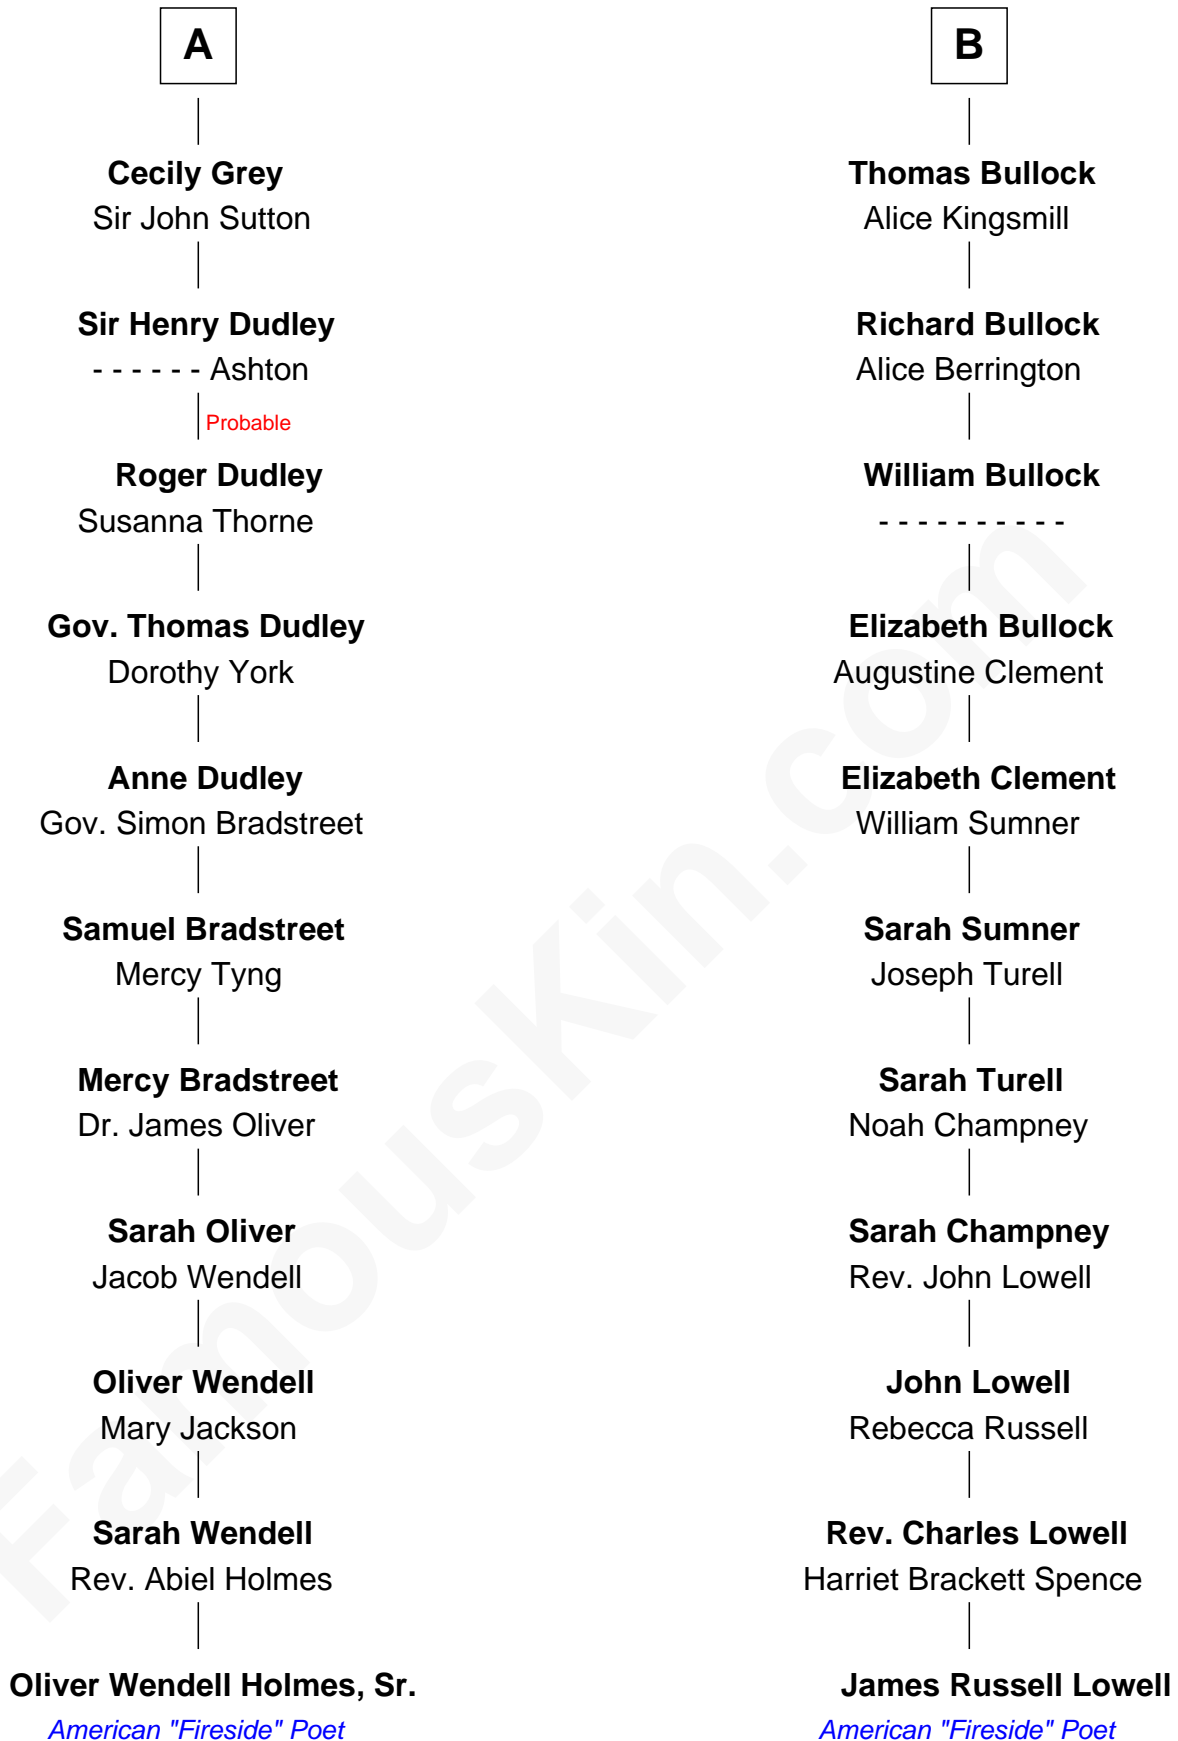 A
Cecily Grey
Sir John Sutton
Sir Henry Dudley
- - - - - - Ashton
Probable
Roger Dudley
Susanna Thorne
Gov. Thomas Dudley
Dorothy York
Anne Dudley
Gov. Simon Bradstreet
Samuel Bradstreet
Mercy Tyng
Mercy Bradstreet
Dr. James Oliver
Sarah Oliver
Jacob Wendell
Oliver Wendell
Mary Jackson
Sarah Wendell
Rev. Abiel Holmes
Oliver Wendell Holmes, Sr.
American "Fireside" Poet
B
Thomas Bullock
Alice Kingsmill
Richard Bullock
Alice Berrington
William Bullock
- - - - - - - - - -
Elizabeth Bullock
Augustine Clement
Elizabeth Clement
William Sumner
Sarah Sumner
Joseph Turell
Sarah Turell
Noah Champney
Sarah Champney
Rev. John Lowell
John Lowell
Rebecca Russell
Rev. Charles Lowell
Harriet Brackett Spence
James Russell Lowell
American "Fireside" Poet
FamousKin.com